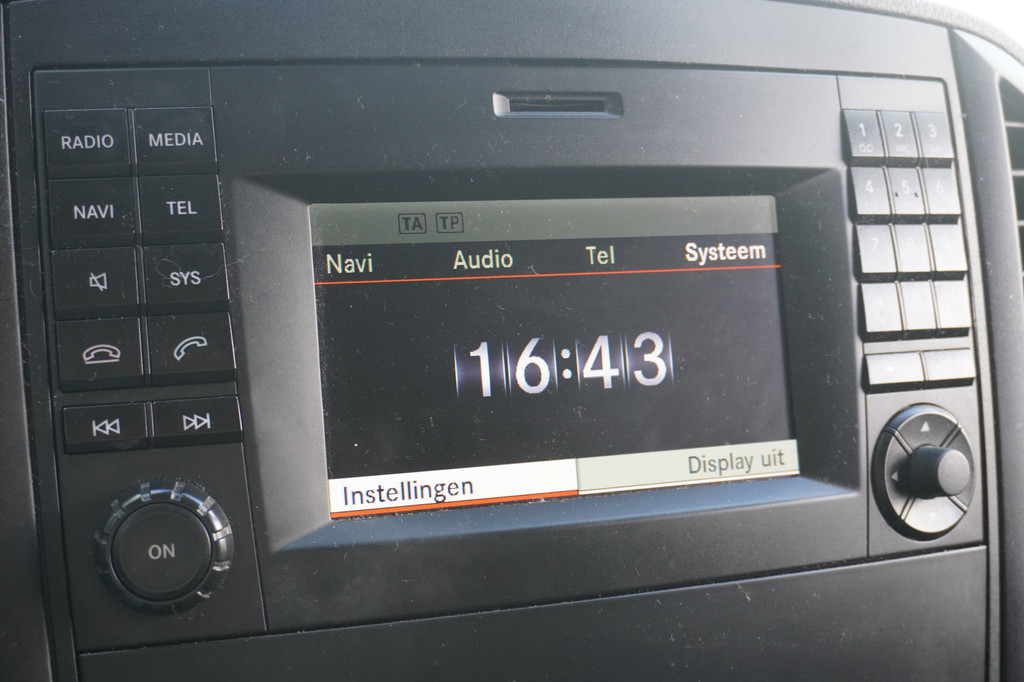 RADIO MEDIA
NAVI TEL
SYS
ON
TA TP
Navi Audio Tel Systeem
16:43
Instellingen Display uit
1 2 3
4 5 6
7 8